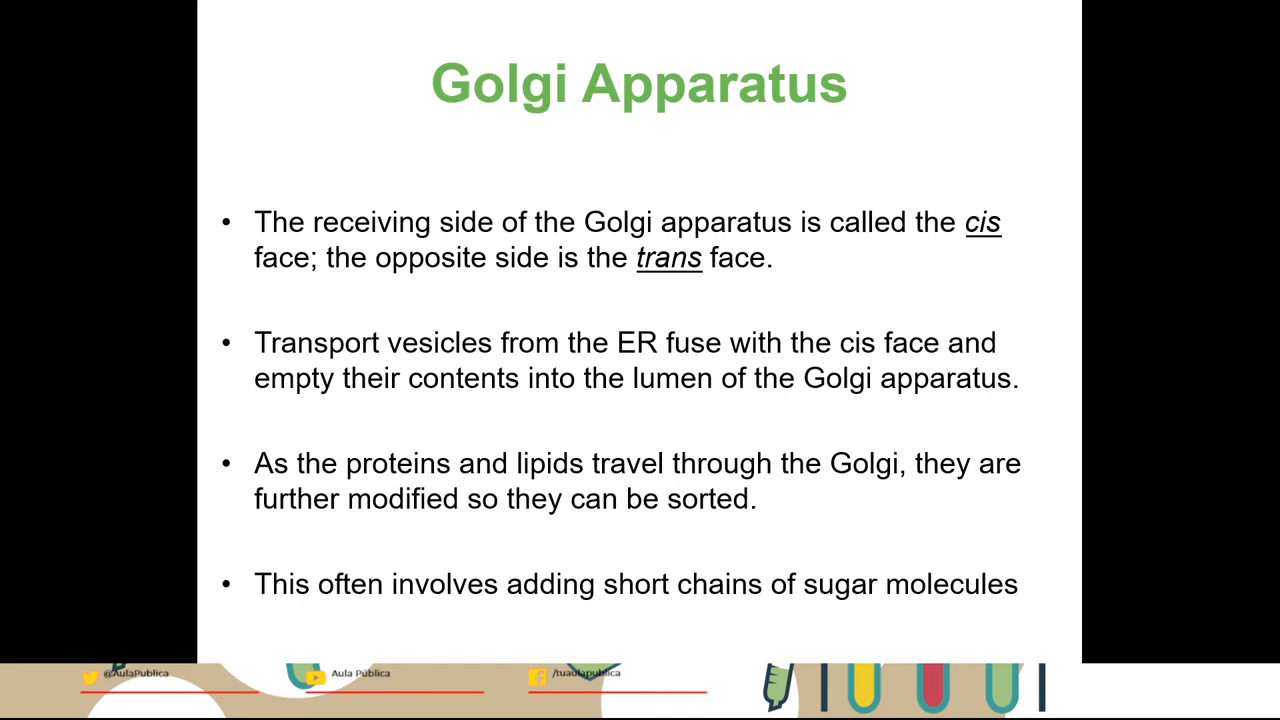 Golgi Apparatus
• The receiving side of the Golgi apparatus is called the cis
face; the opposite side is the trans face.
• Transport vesicles from the ER fuse with the cis face and
empty their contents into the lumen of the Golgi apparatus.
• As the proteins and lipids travel through the Golgi, they are
further modified so they can be sorted.
• This often involves adding short chains of sugar molecules
@AulaPublica
Aula Pública
/tuaulapublica